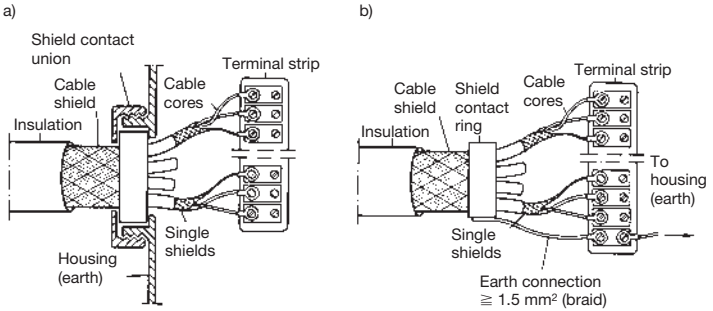 a)
Shield contact
union
Cable
shield
Insulation
Cable
cores
Terminal strip
Housing
(earth)
Single
shields
b)
Terminal strip
Cable
cores
Shield
contact
ring
Cable
shield
Insulation
To
housing
(earth)
Single
shields
Earth connection
≧ 1.5 mm² (braid)